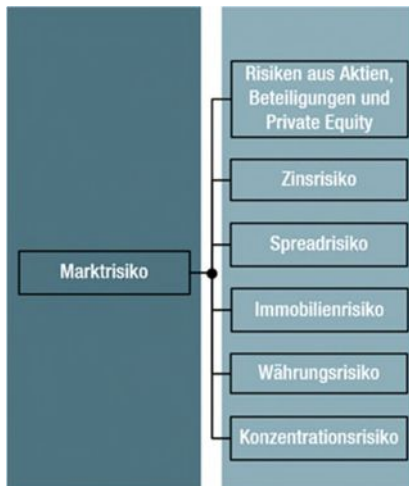 Marktrisiko
Risiken aus Aktien,
Beteiligungen und
Private Equity
Zinsrisiko
Spreadrisiko
Immobilienrisiko
Währungsrisiko
Konzentrationsrisiko